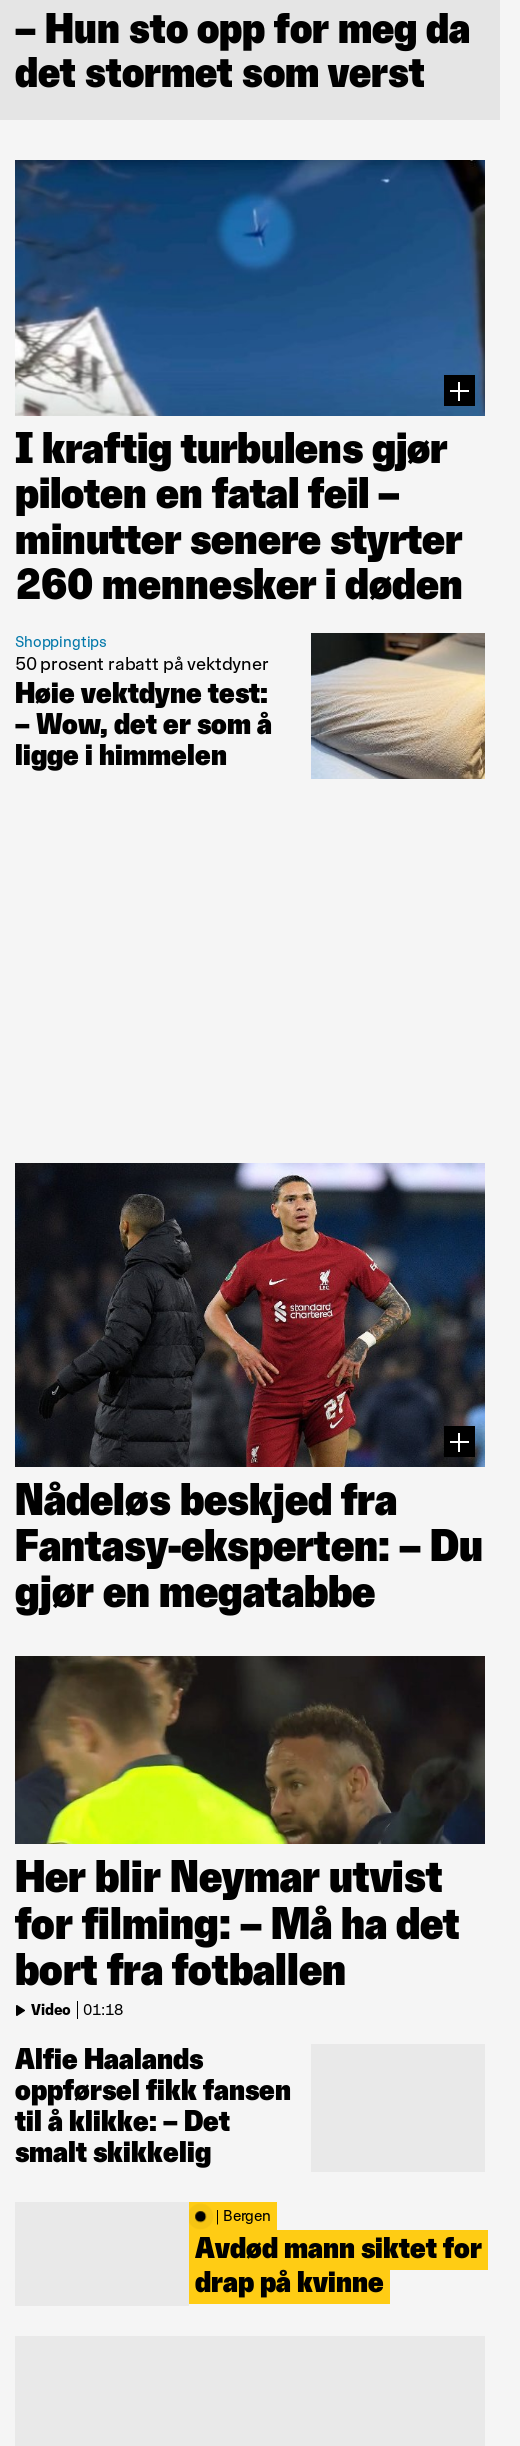 – Hun sto opp for meg da
det stormet som verst
I kraftig turbulens gjør
piloten en fatal feil –
minutter senere styrter
260 mennesker i døden
Shoppingtips
50 prosent rabatt på vektdyner
Høie vektdyne test:
– Wow, det er som å
ligge i himmelen
standard
chartered
L.F.C.
27
Nådeløs beskjed fra
Fantasy-eksperten: – Du
gjør en megatabbe
Her blir Neymar utvist
for filming: – Må ha det
bort fra fotballen
Video | 01:18
Alfie Haalands
oppførsel fikk fansen
til å klikke: – Det
smalt skikkelig
| Bergen
Avdød mann siktet for
drap på kvinne